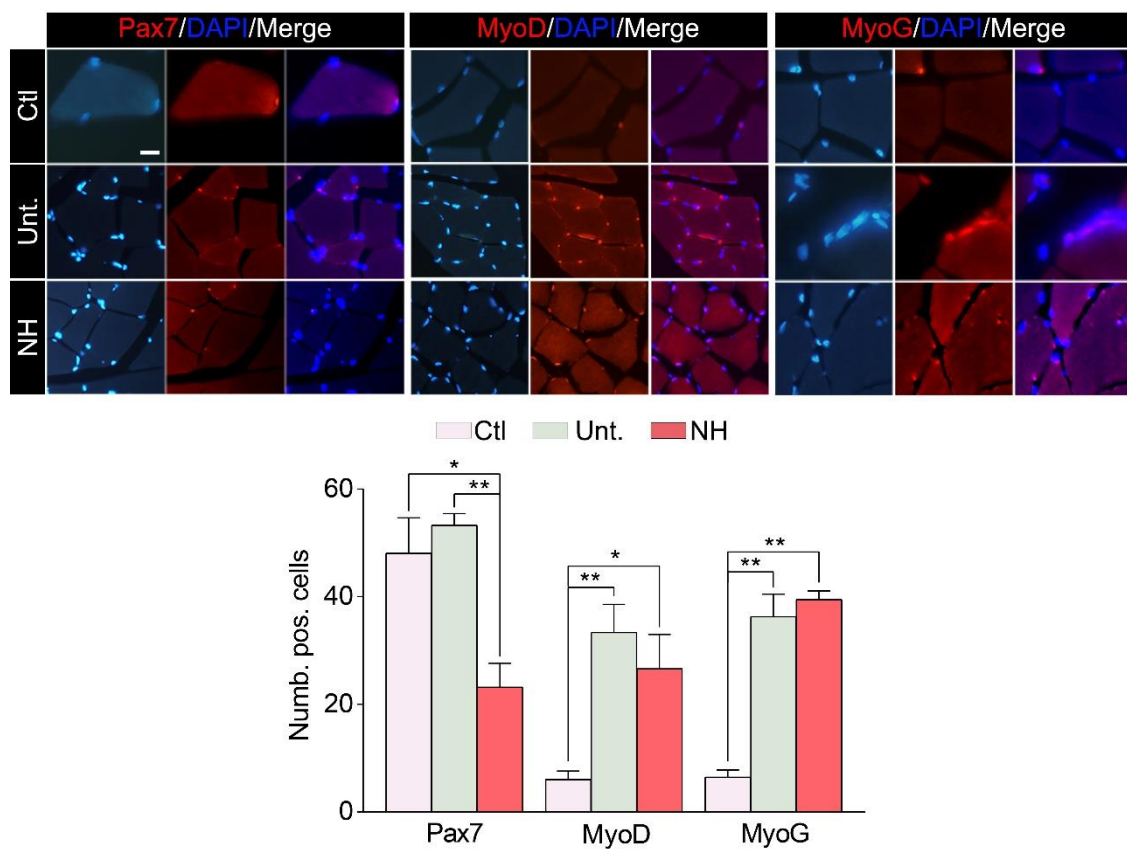 Pax7/DAPI/Merge
MyoD/DAPI/Merge
MyoG/DAPI/Merge
Ctl
Unt.
NH
Ctl
Unt.
NH
*
**
**
*
**
**
60
40
20
0
Numb. pos. cells
Pax7
MyoD
MyoG